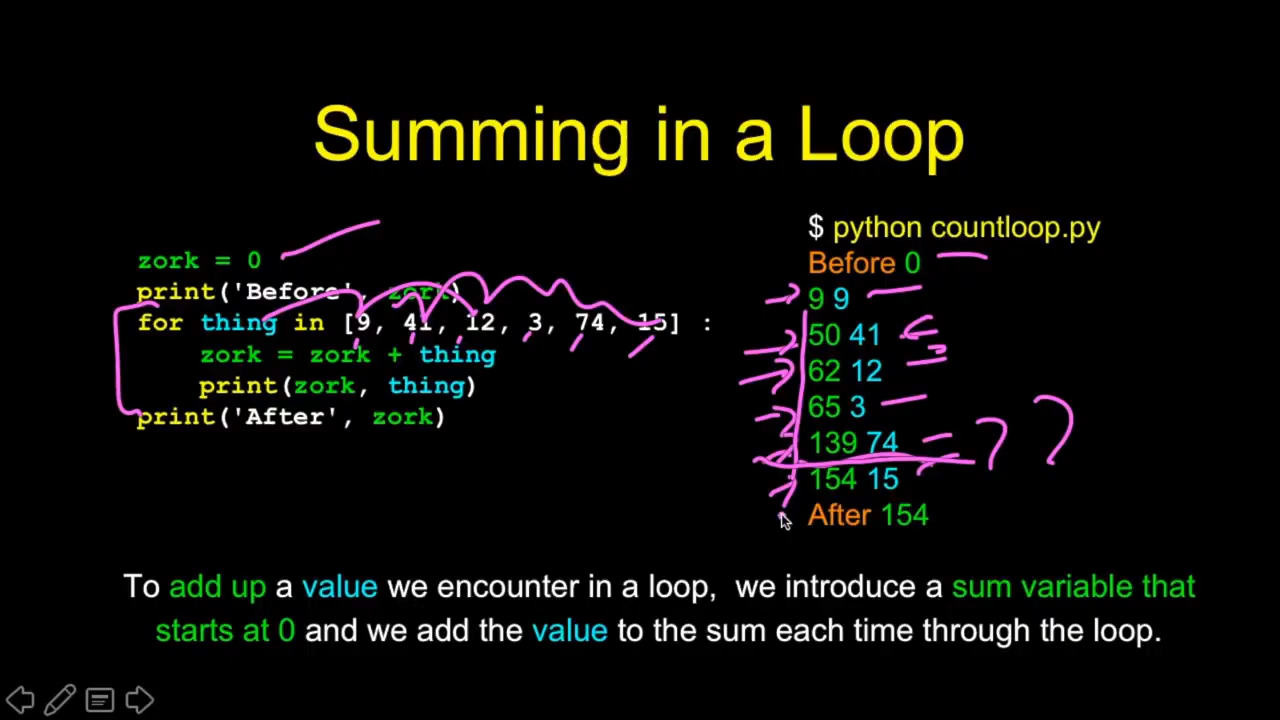 Summing in a Loop
zork = 0
print('Before', zork)
for thing in [9, 41, 12, 3, 74, 15] :
    zork = zork + thing
    print(zork, thing)
print('After', zork)
$ python countloop.py
Before 0
9 9
50 41
62 12
65 3
139 74
154 15
After 154
To add up a value we encounter in a loop,  we introduce a sum variable that
starts at 0 and we add the value to the sum each time through the loop.